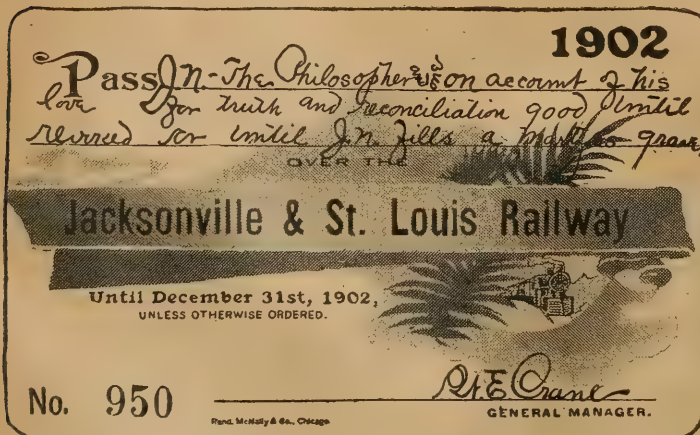 1902
Pass J.N. - The Philosopher on account of his
love for truth and reconciliation good until
revived or until J.N. fills a grave
OVER THE
Jacksonville & St. Louis Railway
Until December 31st, 1902,
UNLESS OTHERWISE ORDERED.
Crane
No. 950
GENERAL MANAGER.
Rand, McNally & Co., Chicago